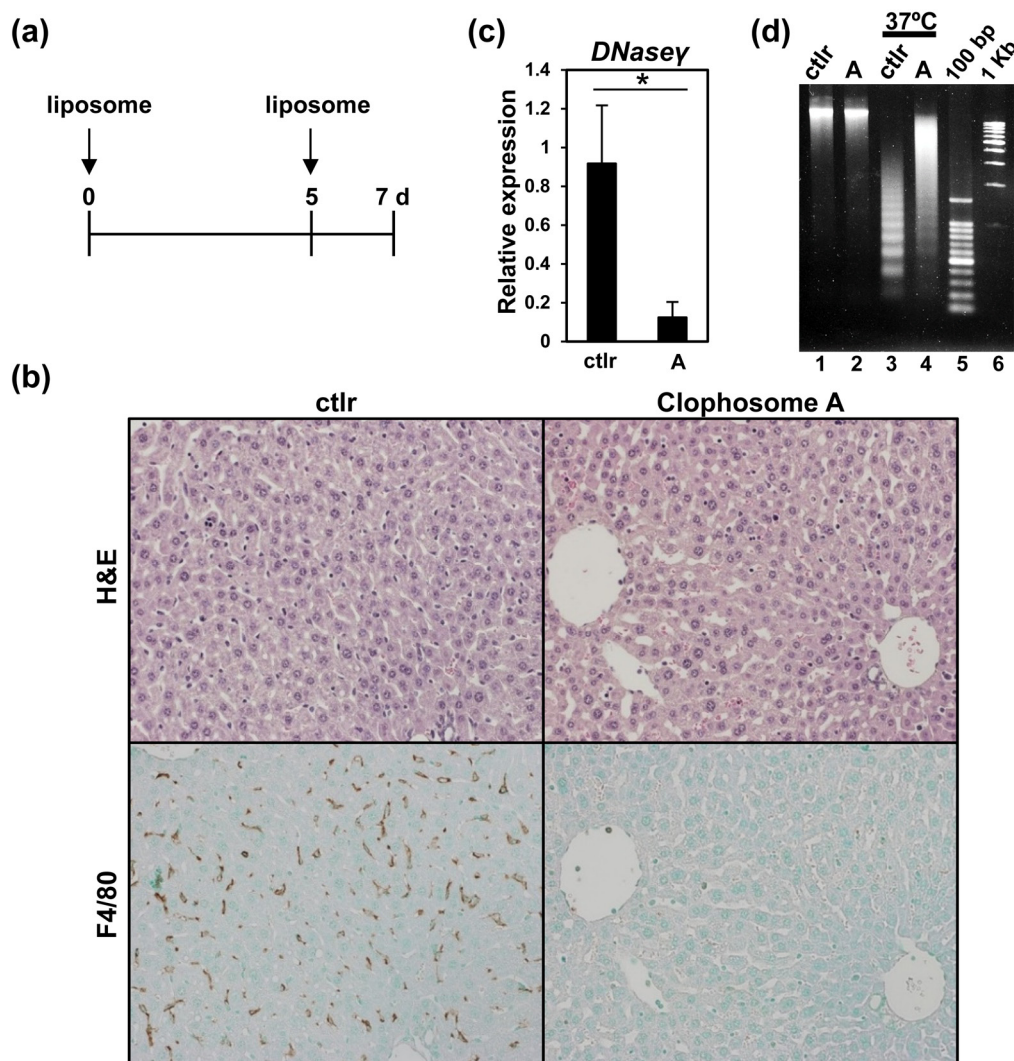 (a)
liposome liposome
0 5 7 d
(c)
DNaseγ
Relative expression
1.4
*
1.2
1
0.8
0.6
0.4
0.2
0
ctlr A
(d)
37ºC
ctlr A ctlr A 100 bp 1 Kb
1 2 3 4 5 6
(b)
ctlr Clophosome A
H&E
F4/80